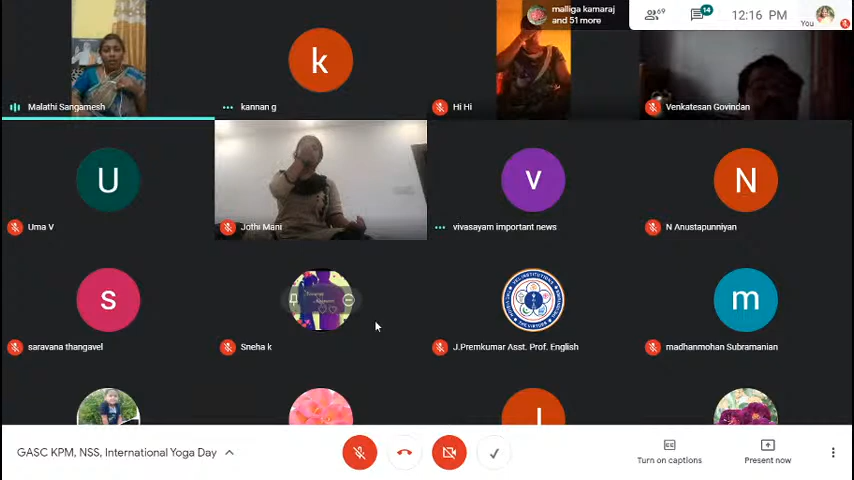 malliga kamaraj
and 51 more
69
14
12:16 PM
You
Malathi Sangamesh
k
kannan g
Hi Hi
Venkatesan Govindan
U
Uma V
Jothi Mani
v
vivasayam important news
N
N Anustapunniyan
s
saravana thangavel
Sneha k
J.Premkumar Asst. Prof. English
m
madhanmohan Subramanian
GASC KPM, NSS, International Yoga Day
Turn on captions
Present now